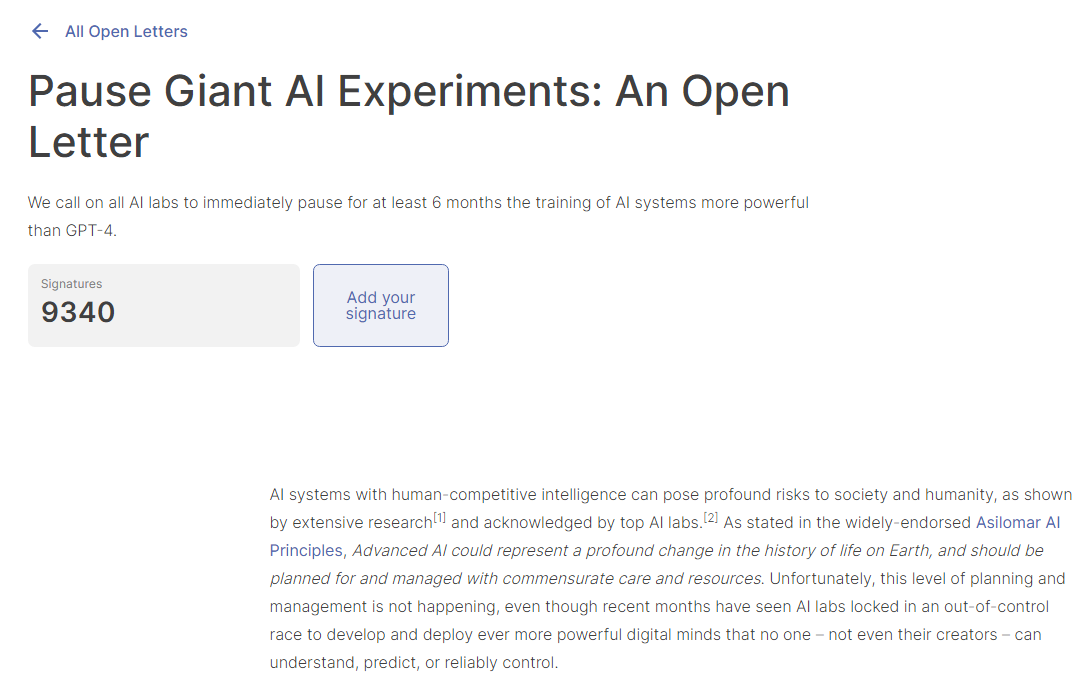 All Open Letters
Pause Giant AI Experiments: An Open
Letter
We call on all AI labs to immediately pause for at least 6 months the training of AI systems more powerful
than GPT-4.
Signatures
9340
Add your
signature
AI systems with human-competitive intelligence can pose profound risks to society and humanity, as shown
by extensive research[1] and acknowledged by top AI labs.[2] As stated in the widely-endorsed Asilomar AI
Principles, Advanced AI could represent a profound change in the history of life on Earth, and should be
planned for and managed with commensurate care and resources. Unfortunately, this level of planning and
management is not happening, even though recent months have seen AI labs locked in an out-of-control
race to develop and deploy ever more powerful digital minds that no one – not even their creators – can
understand, predict, or reliably control.